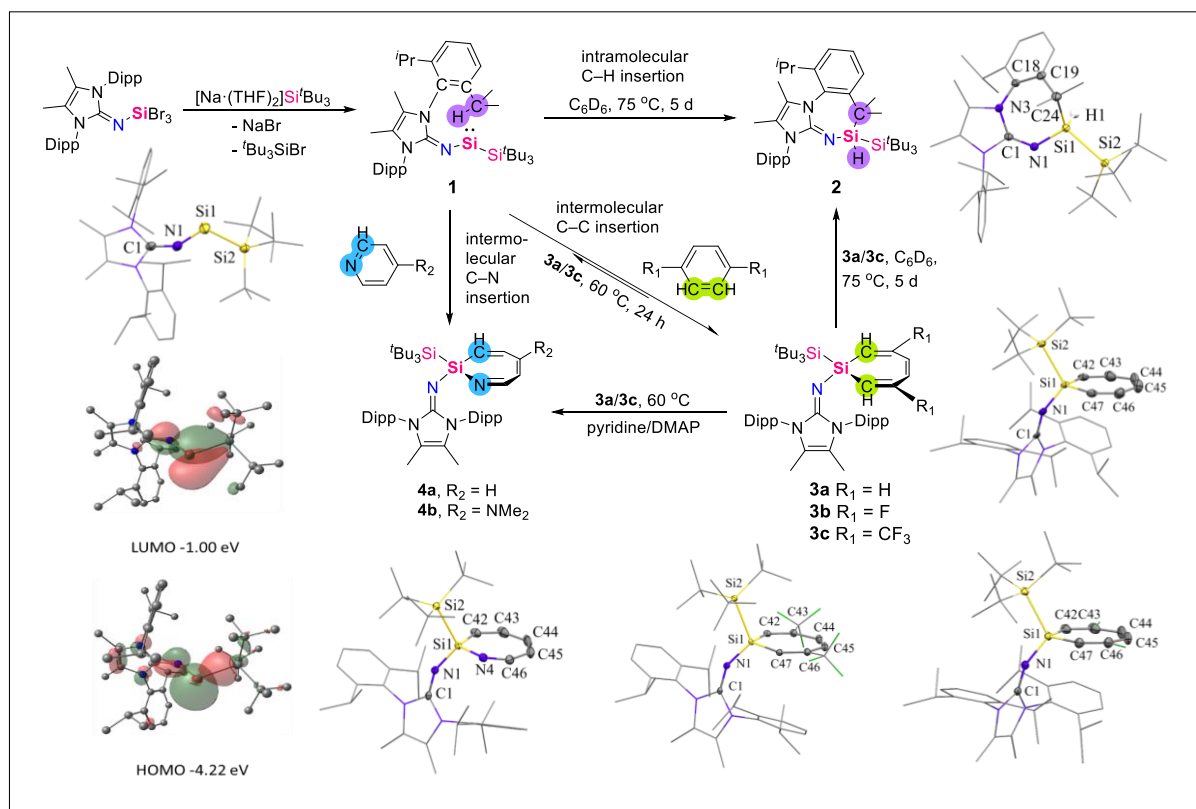 Dipp
N
SiBr3
N
N
Dipp
[Na·(THF)2]SitBu3
- NaBr
- tBu3SiBr
iPr
H
C
N
N
N
Si
SitBu3
Dipp
1
intramolecular
C–H insertion
C6D6, 75 °C, 5 d
iPr
C
N
N
N
Si
SitBu3
H
Dipp
2
C18
C19
N3
C24
H1
C1
N1
Si1
Si2
C1
N1
Si1
Si2
H
C
N
R2
intermo-
lecular
C–N
insertion
intermolecular
C–C insertion
3a/3c, 60 °C, 24 h
R1
R1
HC=CH
3a/3c, C6D6,
75 °C, 5 d
tBu3Si
Si
H
C
R2
N
N
Dipp
N
N
Dipp
4a, R2 = H
4b, R2 = NMe2
3a/3c, 60 °C
pyridine/DMAP
tBu3Si
Si
H
C
R1
C
H
R1
N
Dipp
N
N
Dipp
3a R1 = H
3b R1 = F
3c R1 = CF3
Si2
C42
C43
C44
Si1
C45
N1
C47
C46
C1
LUMO -1.00 eV
HOMO -4.22 eV
Si2
C42
C43
C44
Si1
C45
N1
N4
C46
C1
Si2
C43
C42
C44
Si1
C45
N1
C47
C46
C1
Si2
C42
C43
C44
Si1
C45
N1
C47
C46
C1